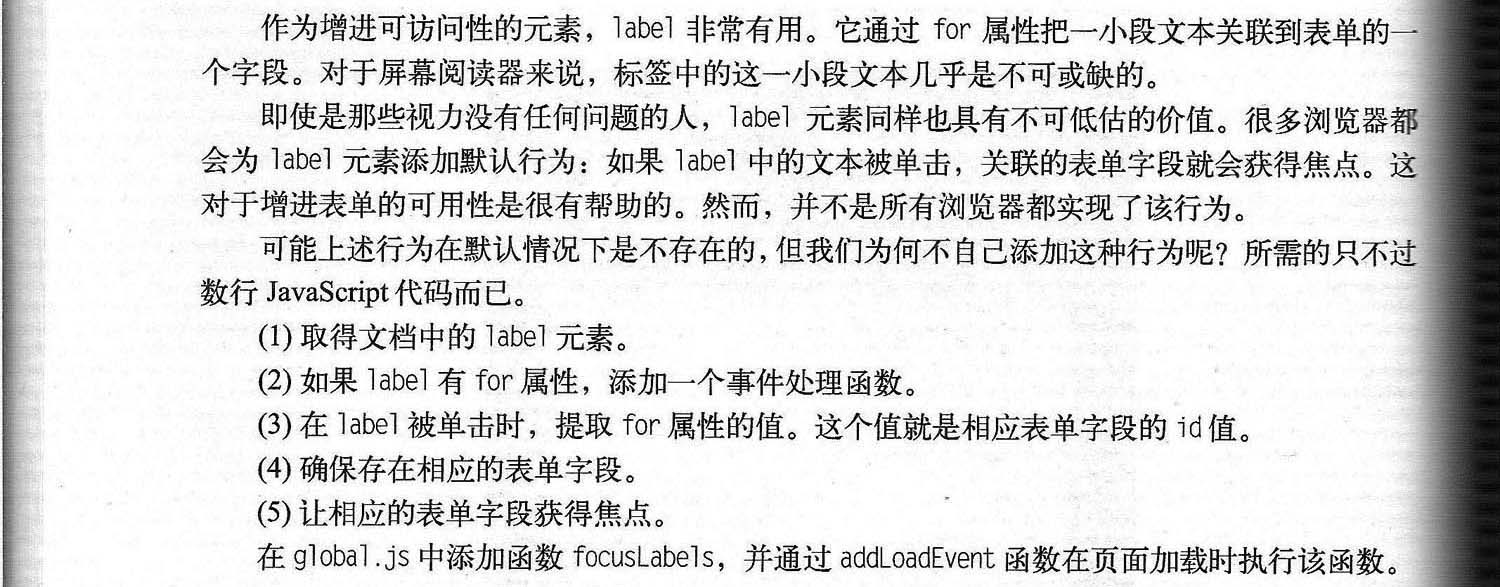 作为增进可访问性的元素，label 非常有用。它通过 for 属性把一小段文本关联到表单的一
个字段。对于屏幕阅读器来说，标签中的这一小段文本几乎是不可或缺的。
即使是那些视力没有任何问题的人，label 元素同样也具有不可低估的价值。很多浏览器都
会为 label 元素添加默认行为：如果 label 中的文本被单击，关联的表单字段就会获得焦点。这
对于增进表单的可用性是很有帮助的。然而，并不是所有浏览器都实现了该行为。
可能上述行为在默认情况下是不存在的，但我们为何不自己添加这种行为呢？所需的只不过
数行 JavaScript 代码而已。
(1) 取得文档中的 label 元素。
(2) 如果 label 有 for 属性，添加一个事件处理函数。
(3) 在 label 被单击时，提取 for 属性的值。这个值就是相应表单字段的 id 值。
(4) 确保存在相应的表单字段。
(5) 让相应的表单字段获得焦点。
在 global.js 中添加函数 focusLabels，并通过 addLoadEvent 函数在页面加载时执行该函数。